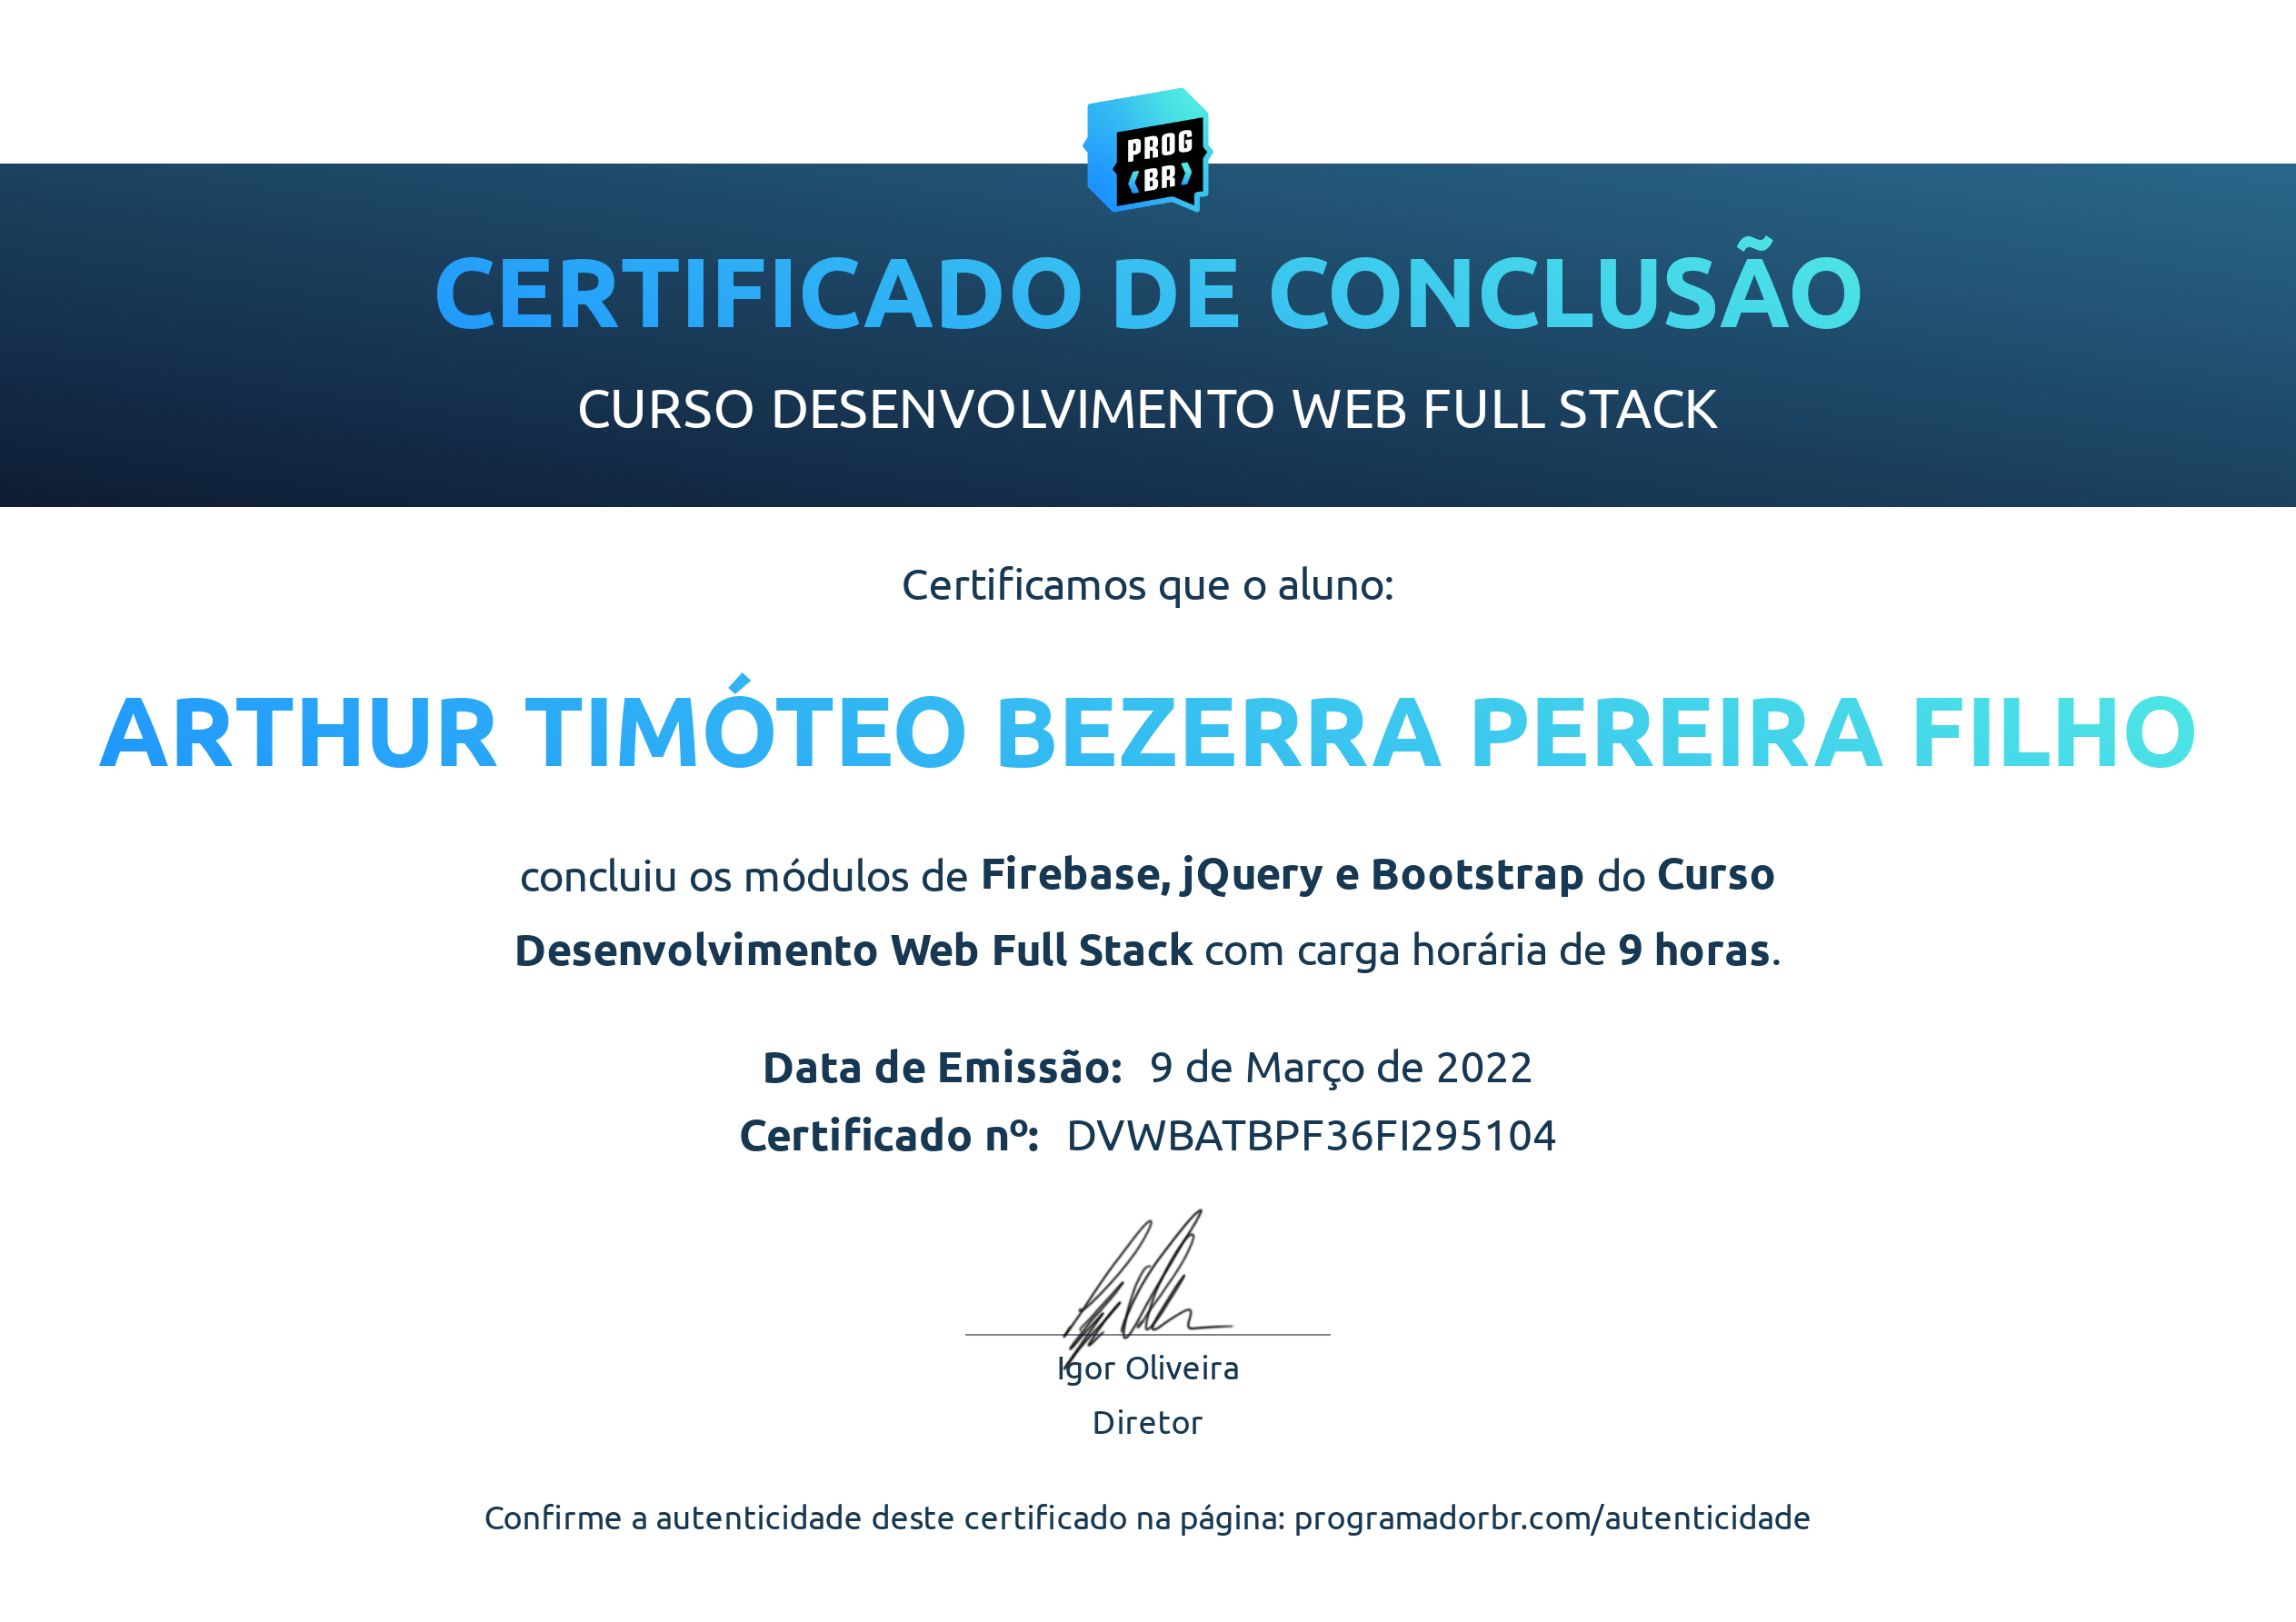 PROG
BR
CERTIFICADO DE CONCLUSÃO
CURSO DESENVOLVIMENTO WEB FULL STACK
Certificamos que o aluno:
ARTHUR TIMÓTEO BEZERRA PEREIRA FILHO
concluiu os módulos de Firebase, jQuery e Bootstrap do Curso
Desenvolvimento Web Full Stack com carga horária de 9 horas.
Data de Emissão: 9 de Março de 2022
Certificado nº: DVWBATBPF36FI295104
Igor Oliveira
Diretor
Confirme a autenticidade deste certificado na página: programadorbr.com/autenticidade